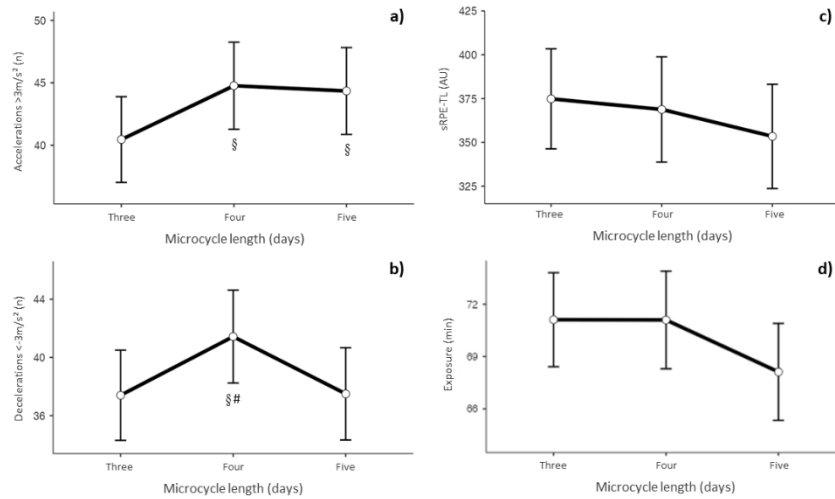 a)
50
45
40
Accelerations >3m/s² (n)
Three Four Five
Microcycle length (days)
§ §
c)
425
400
375
350
325
sRPE-TL (AU)
Three Four Five
Microcycle length (days)
b)
44
40
36
Decelerations <-3m/s² (n)
§#
Three Four Five
Microcycle length (days)
d)
72
69
66
Exposure (min)
Three Four Five
Microcycle length (days)